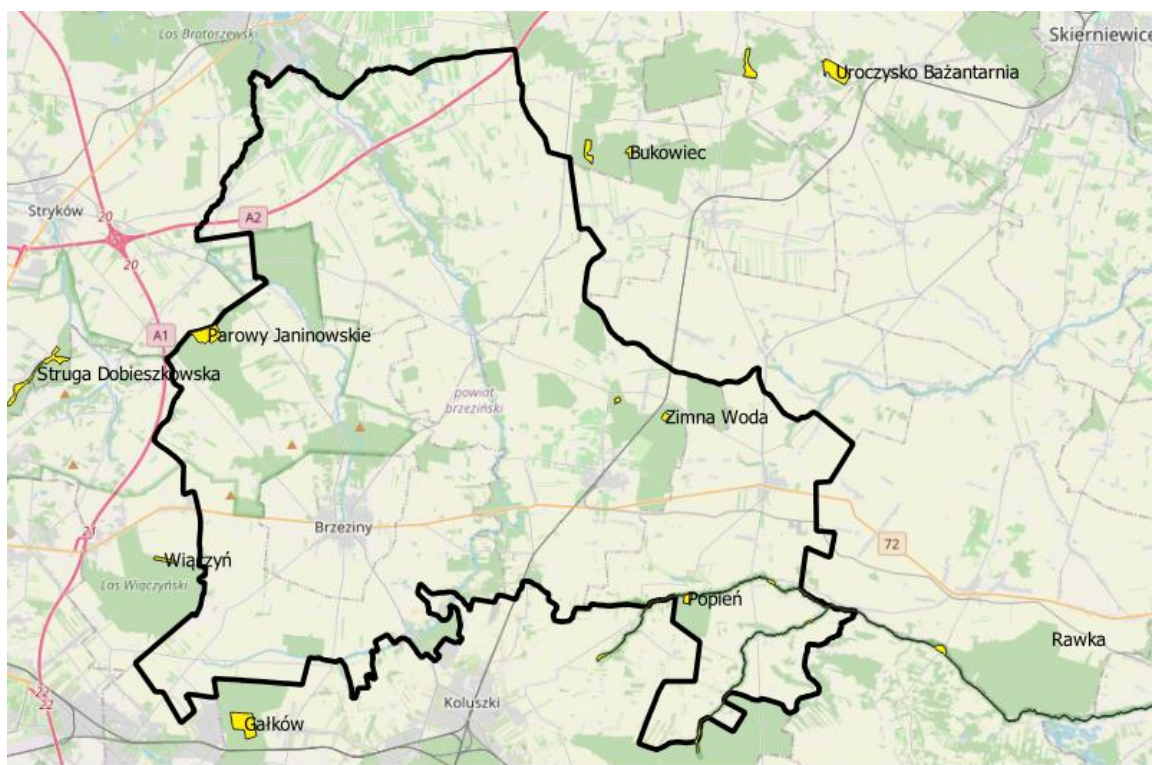 Las Bratoszewski
Skierniewice
Uroczysko Bażantarnia
Bukowiec
Stryków
20
A2
20
A1
Parowy Janinowskie
Struga Dobieszkowska
powiat
brzeziński
Zimna Woda
21
Brzeziny
72
Wiączyń
Las Wiączyński
Popień
Rawka
22
22
Koluszki
Gałków